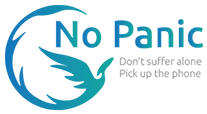 No Panic
Don't suffer alone
Pick up the phone